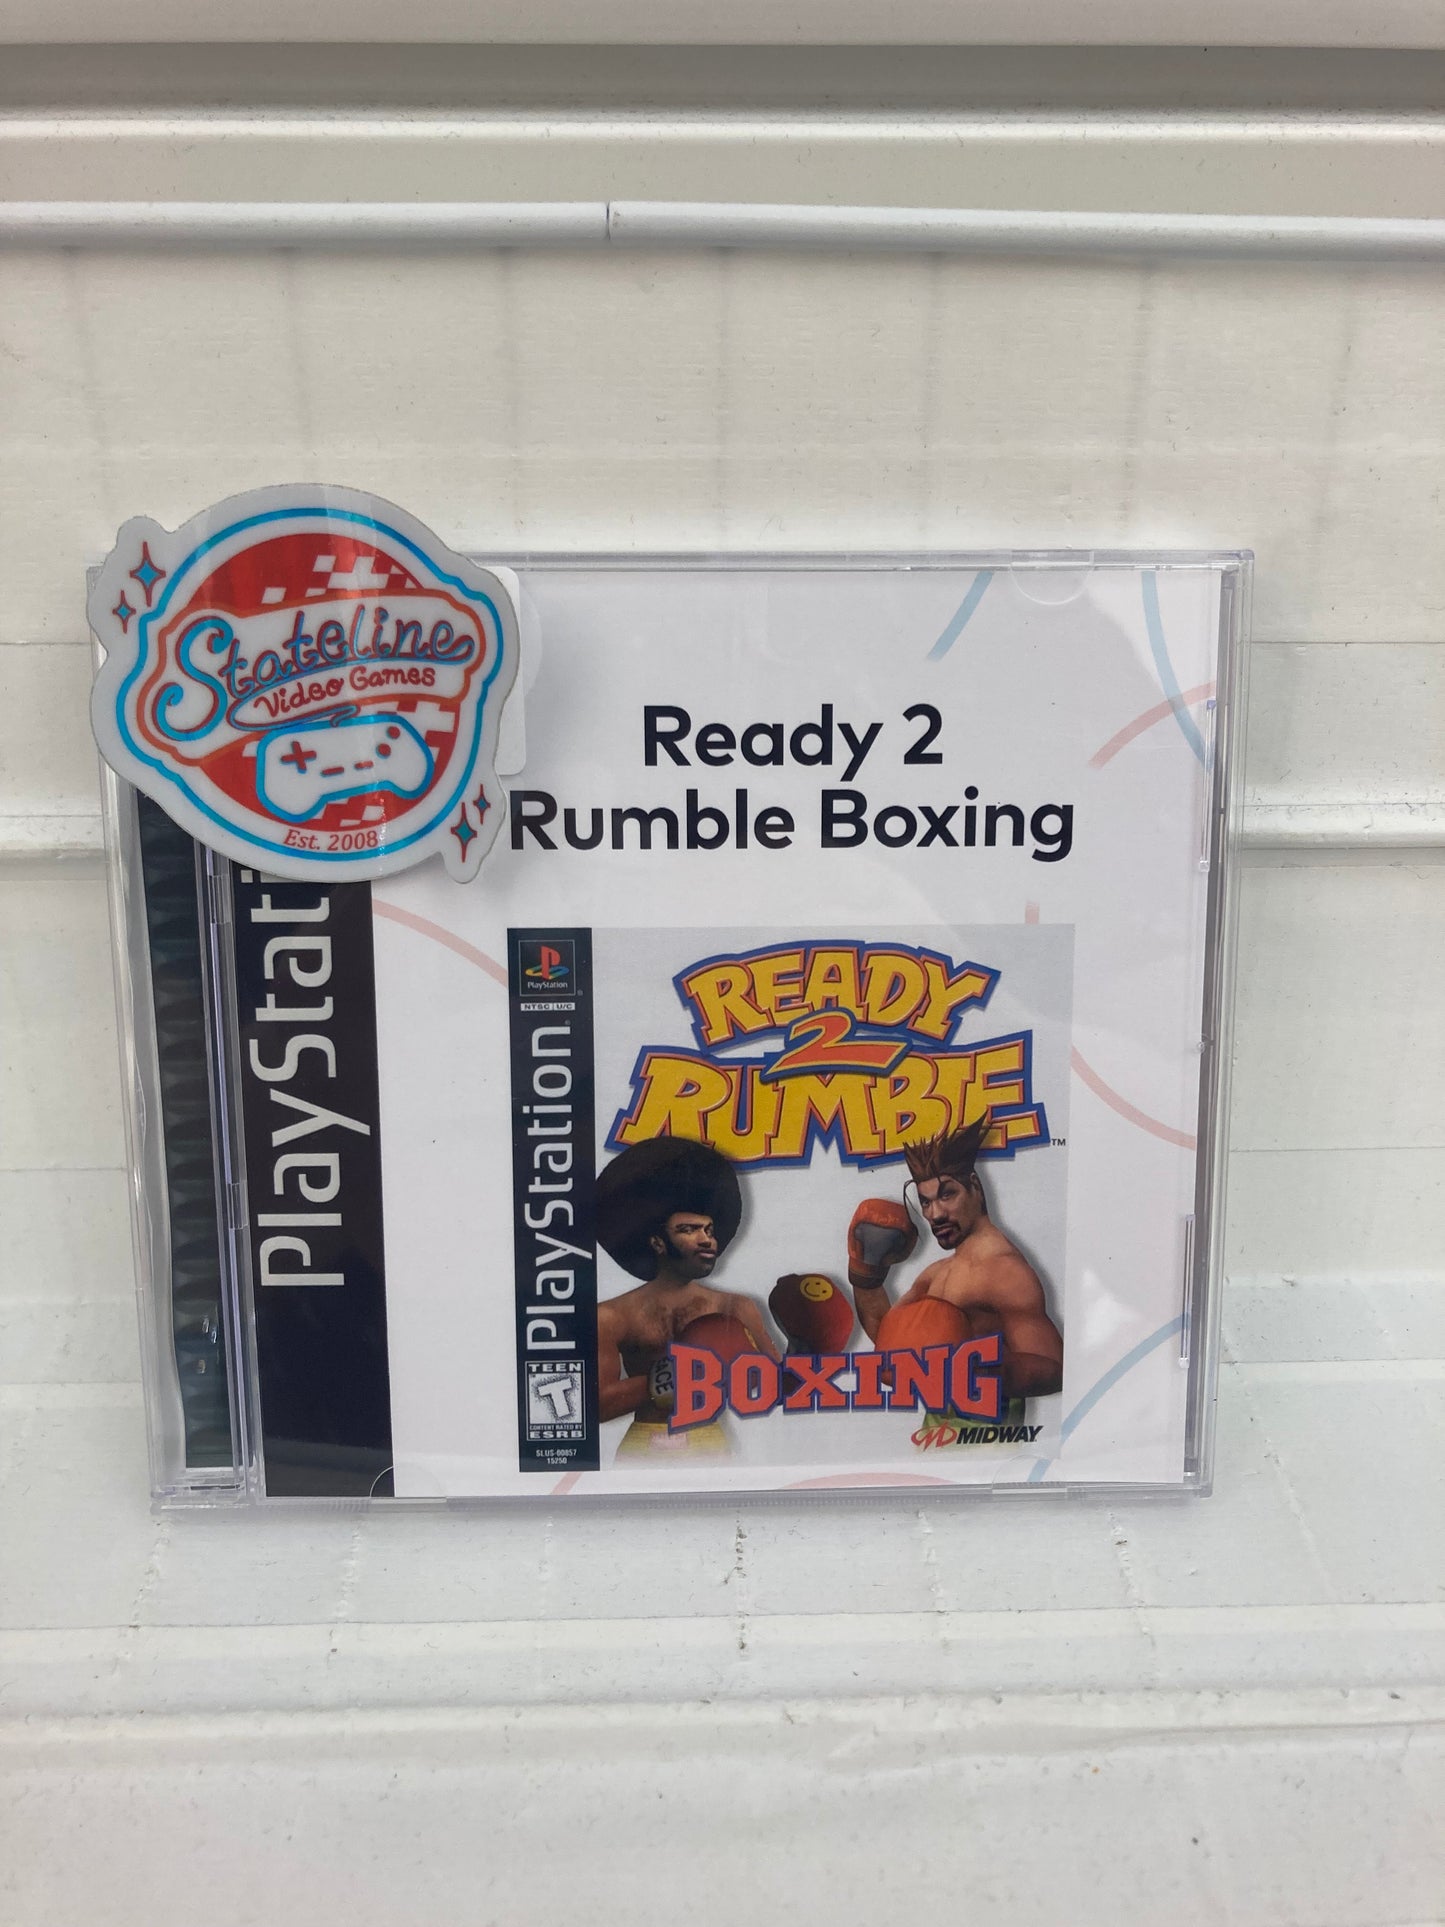 Stateline
Video Games
Est. 2008
Ready 2
Rumble Boxing
PlayStati
PlayStation
NTSC U/C
PlayStation
READY
2
RUMBLE
TM
BOXING
TEEN
T
CONTENT RATED BY
ESRB
SLUS-00857
15250
MIDWAY